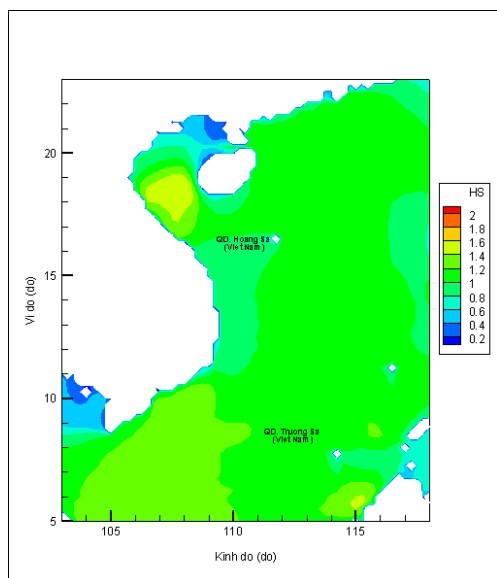 20
15
10
5
105
110
115
Vi do (do)
Kinh do (do)
QD. Hoang Sa
(Viet Nam)
QD. Truong Sa
(Viet Nam)
HS
2
1.8
1.6
1.4
1.2
1
0.8
0.6
0.4
0.2